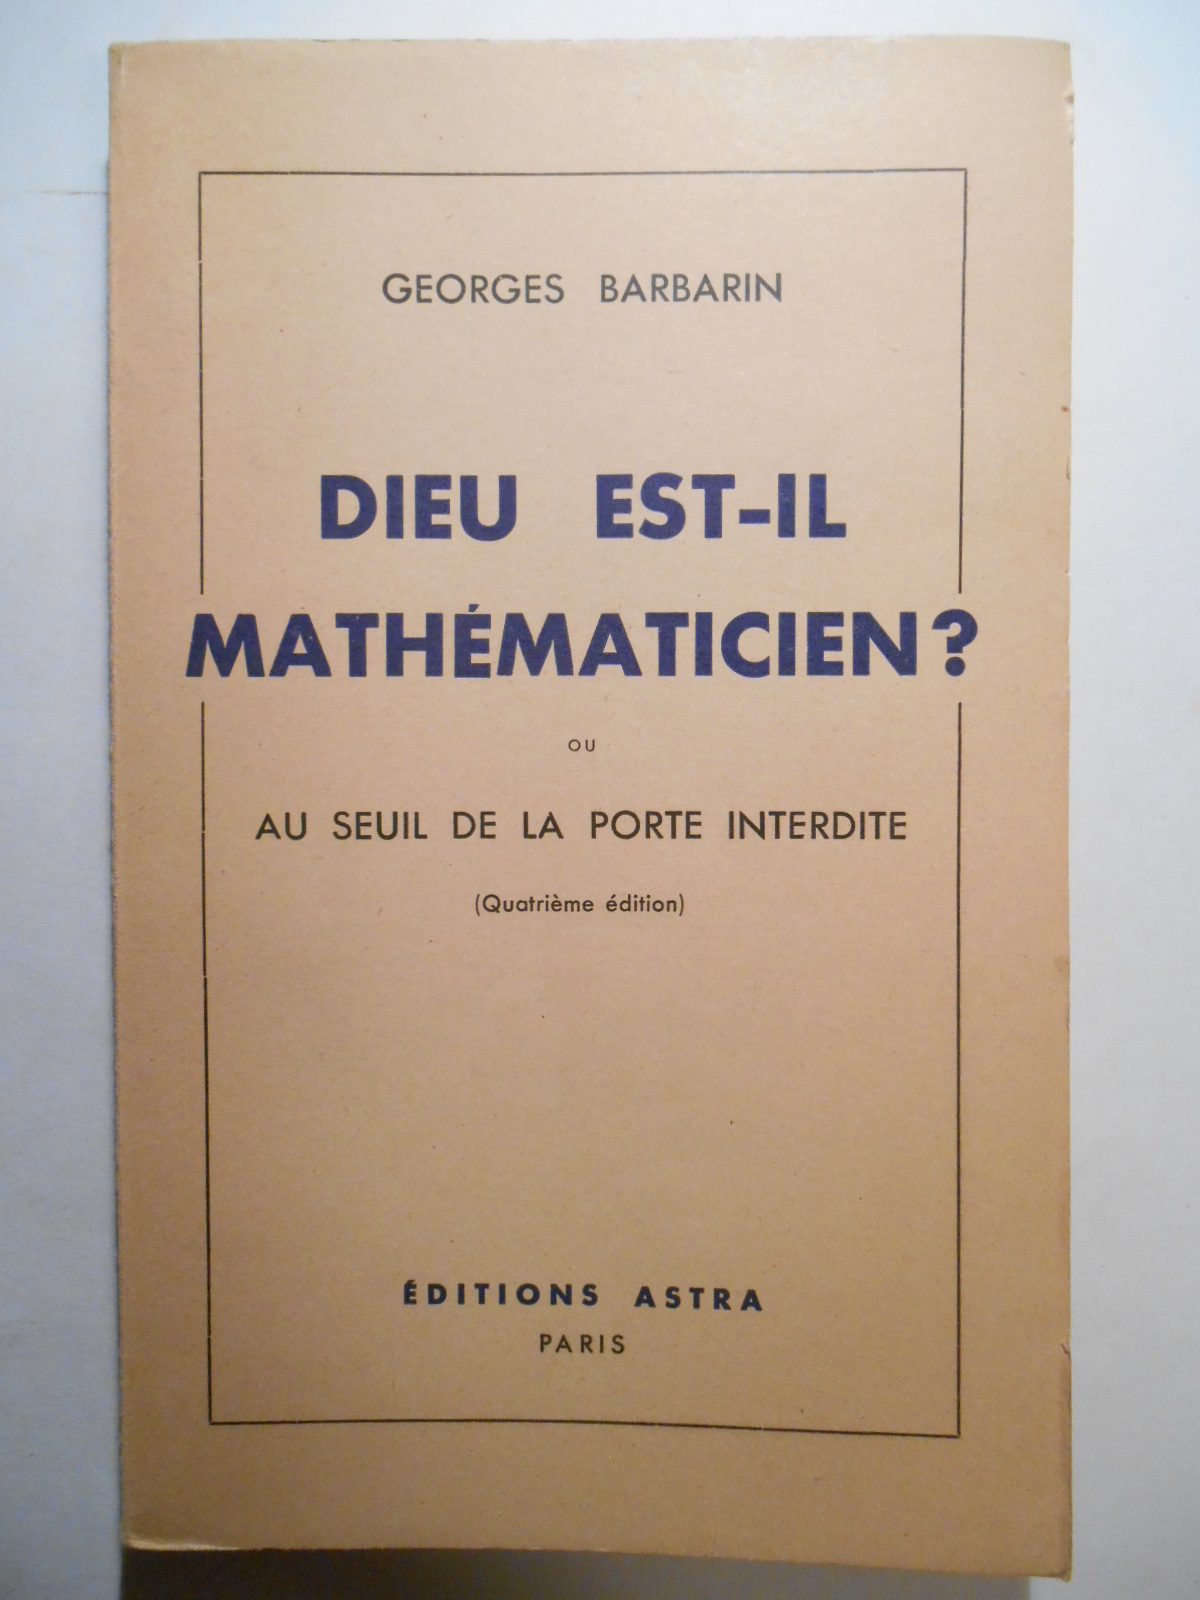 GEORGES BARBARIN
DIEU EST-IL
MATHÉMATICIEN?
OU
AU SEUIL DE LA PORTE INTERDITE
(Quatrième édition)
ÉDITIONS ASTRA
PARIS